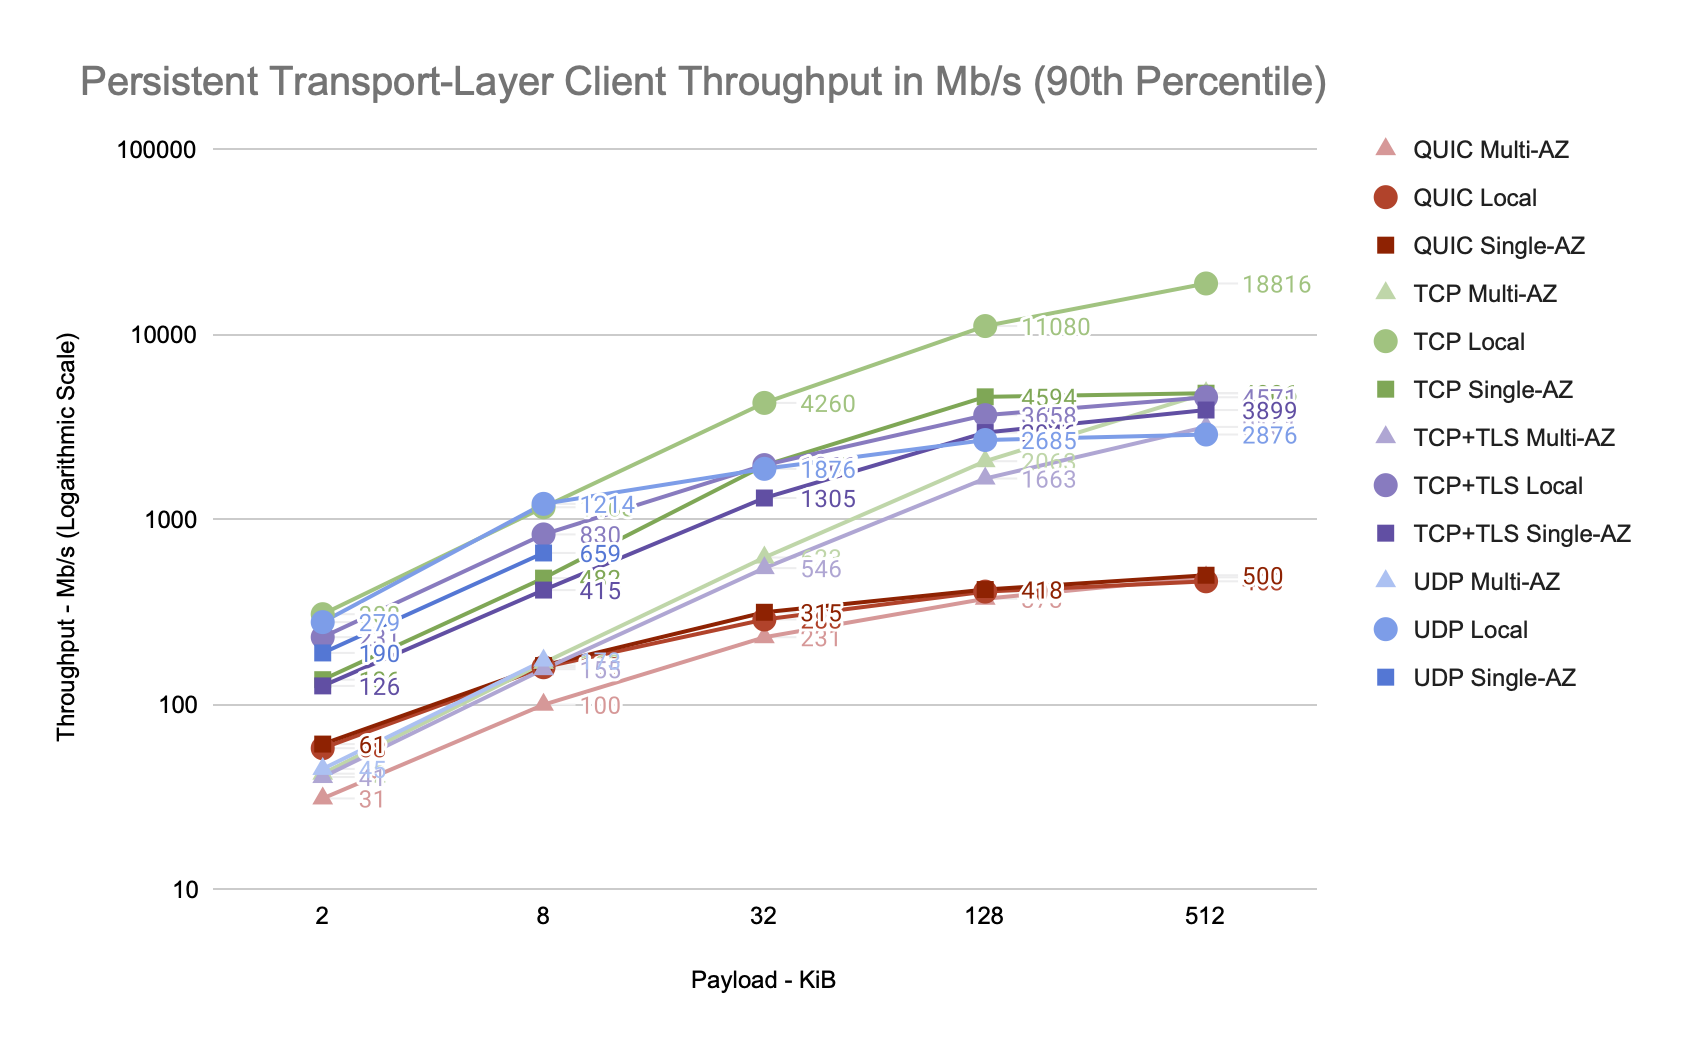 Persistent Transport-Layer Client Throughput in Mb/s (90th Percentile)
100000
10000
1000
100
10
Throughput - Mb/s (Logarithmic Scale)
2
8
32
128
512
Payload - KiB
QUIC Multi-AZ
QUIC Local
QUIC Single-AZ
TCP Multi-AZ
TCP Local
TCP Single-AZ
TCP+TLS Multi-AZ
TCP+TLS Local
TCP+TLS Single-AZ
UDP Multi-AZ
UDP Local
UDP Single-AZ
279
231
190
126
61
45
41
31
1214
830
659
482
415
155
100
4260
1876
1305
546
315
231
11080
4594
3658
2685
2063
1663
418
18816
4571
3899
2876
500